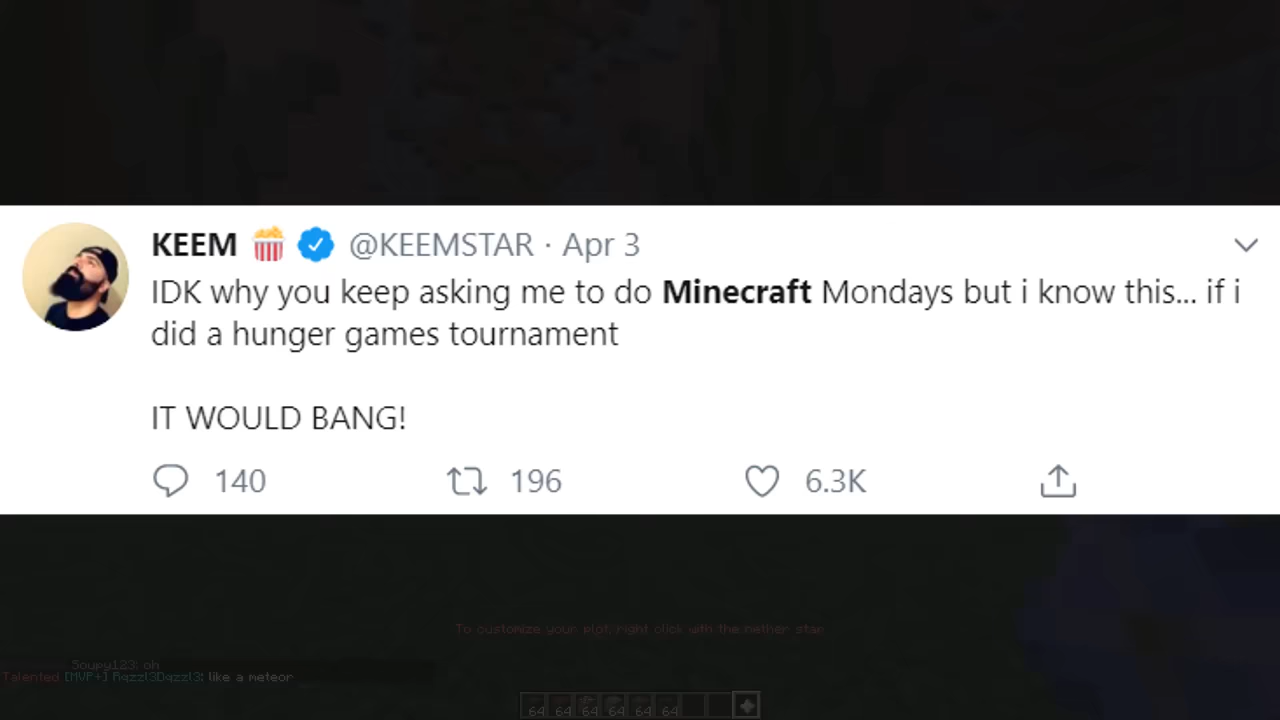 KEEM 🍿 @KEEMSTAR · Apr 3
IDK why you keep asking me to do Minecraft Mondays but i know this... if i
did a hunger games tournament
IT WOULD BANG!
140 196 6.3K
To customize your plot, right click with the nether star
Soupy123: oh
Talented [MVP+] Rqzzl3Dqzzl3: like a meteor
64 64 64 64 64 64